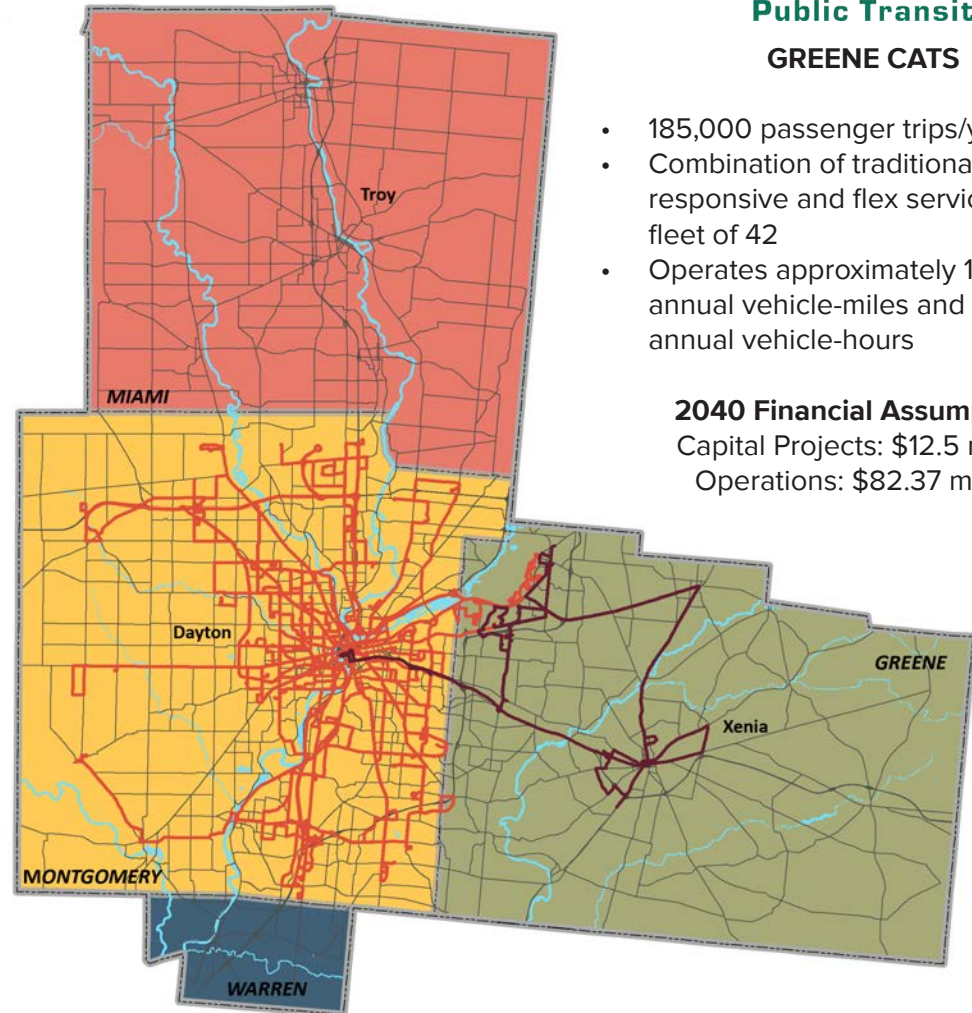 Public Transit
GREENE CATS
• 185,000 passenger trips/y
• Combination of traditional
responsive and flex servic
fleet of 42
• Operates approximately 1
annual vehicle-miles and
annual vehicle-hours
2040 Financial Assump
Capital Projects: $12.5 m
Operations: $82.37 m
Troy
MIAMI
Dayton
GREENE
Xenia
MONTGOMERY
WARREN